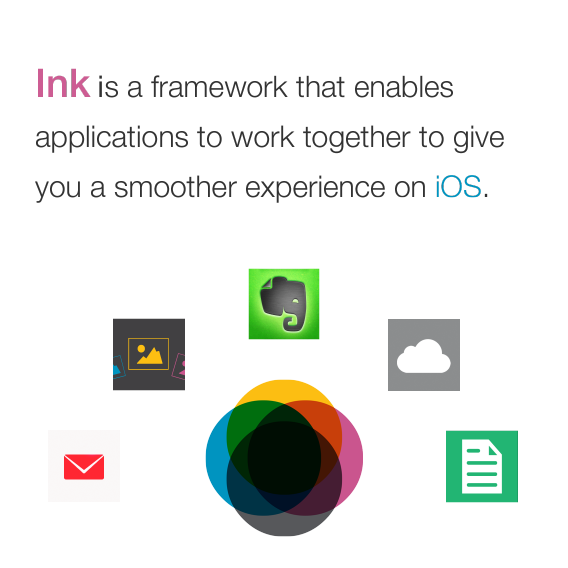 Ink is a framework that enables
applications to work together to give
you a smoother experience on iOS.